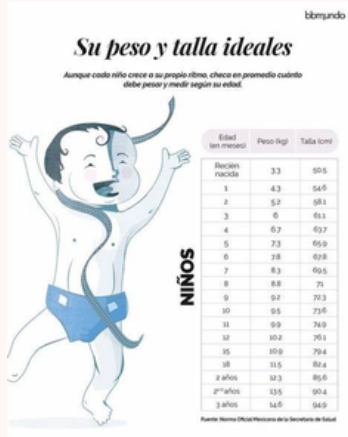 bbmundo
Su peso y talla ideales
Aunque cada niño crece a su propio ritmo, checa en promedio cuánto
debe pesar y medir según su edad.
NIÑOS
Edad (en meses) Peso (kg) Talla (cm)
Recién nacida 3.3 50.5
1 4.3 54.6
2 5.2 58.1
3 6 61.1
4 6.7 63.7
5 7.3 65.9
6 7.8 67.8
7 8.3 69.5
8 8.8 71
9 9.2 72.3
10 9.5 73.6
11 9.9 74.9
12 10.2 76.1
15 10.9 79.4
18 11.5 82.4
2 años 12.3 85.6
13.5 90.4
3 años 14.6 94.9
Fuente: Norma Oficial Mexicana de la Secretaría de Salud